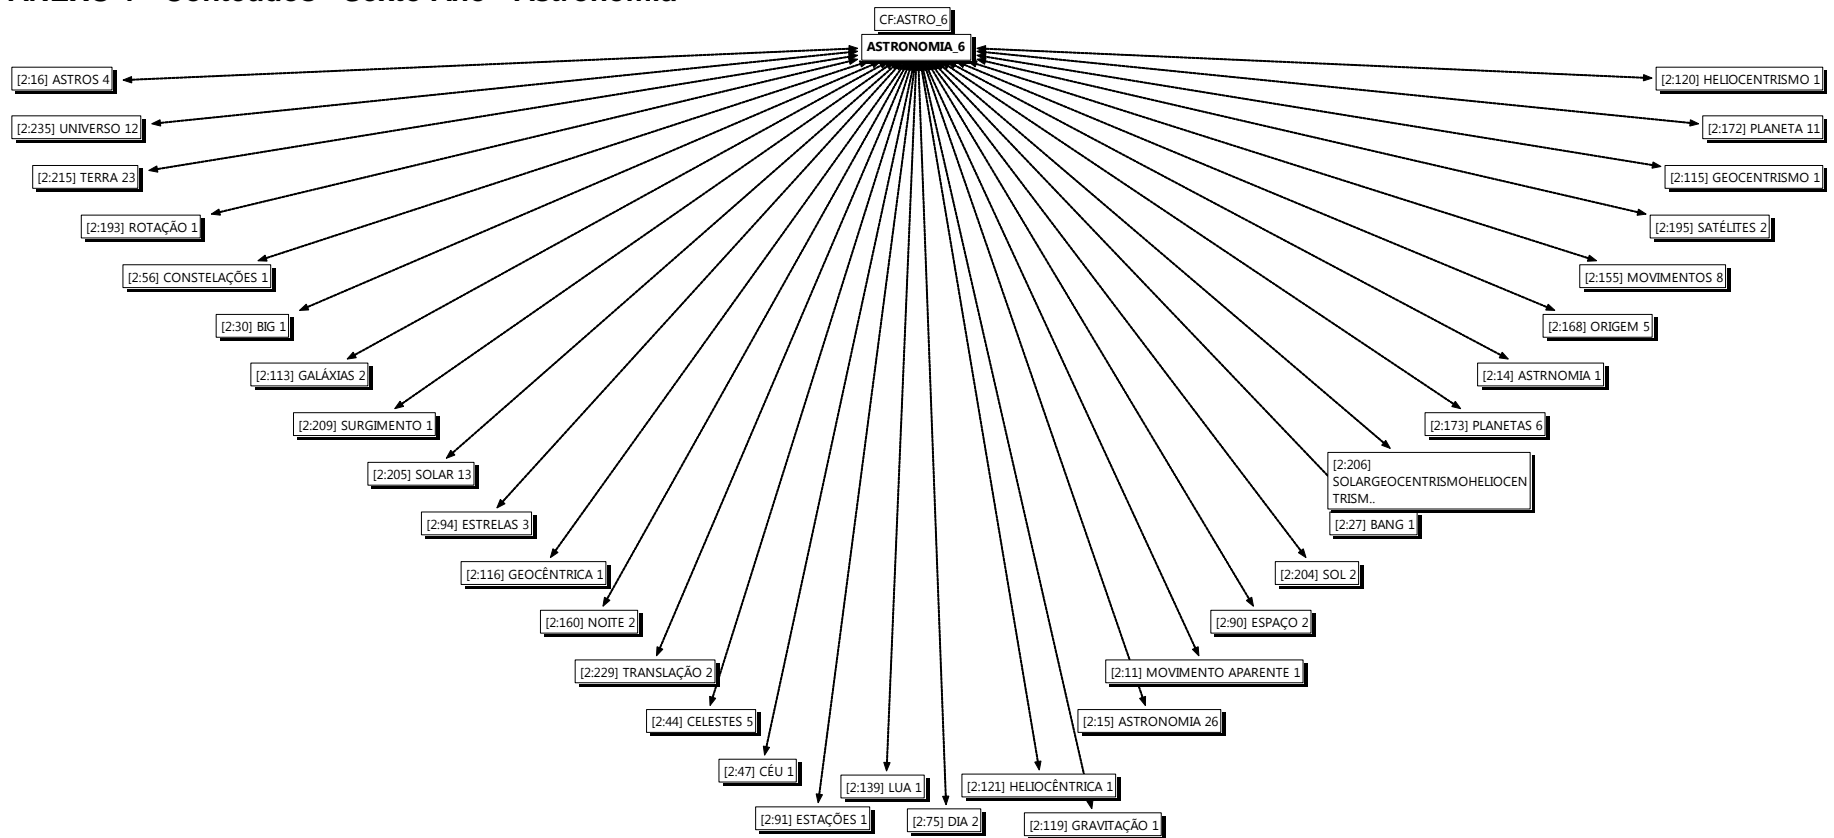 CF:ASTRO_6
ASTRONOMIA_6
[2:16] ASTROS 4
[2:120] HELIOCENTRISMO 1
[2:235] UNIVERSO 12
[2:172] PLANETA 11
[2:215] TERRA 23
[2:115] GEOCENTRISMO 1
[2:193] ROTAÇÃO 1
[2:195] SATÉLITES 2
[2:56] CONSTELAÇÕES 1
[2:155] MOVIMENTOS 8
[2:30] BIG 1
[2:168] ORIGEM 5
[2:113] GALÁXIAS 2
[2:14] ASTRNOMIA 1
[2:209] SURGIMENTO 1
[2:173] PLANETAS 6
[2:205] SOLAR 13
[2:206]
SOLARGEOCENTRISMOHELIOCEN
TRISM..
[2:94] ESTRELAS 3
[2:27] BANG 1
[2:116] GEOCÊNTRICA 1
[2:204] SOL 2
[2:160] NOITE 2
[2:90] ESPAÇO 2
[2:229] TRANSLAÇÃO 2
[2:11] MOVIMENTO APARENTE 1
[2:44] CELESTES 5
[2:15] ASTRONOMIA 26
[2:47] CÉU 1
[2:139] LUA 1
[2:121] HELIOCÊNTRICA 1
[2:91] ESTAÇÕES 1
[2:75] DIA 2
[2:119] GRAVITAÇÃO 1